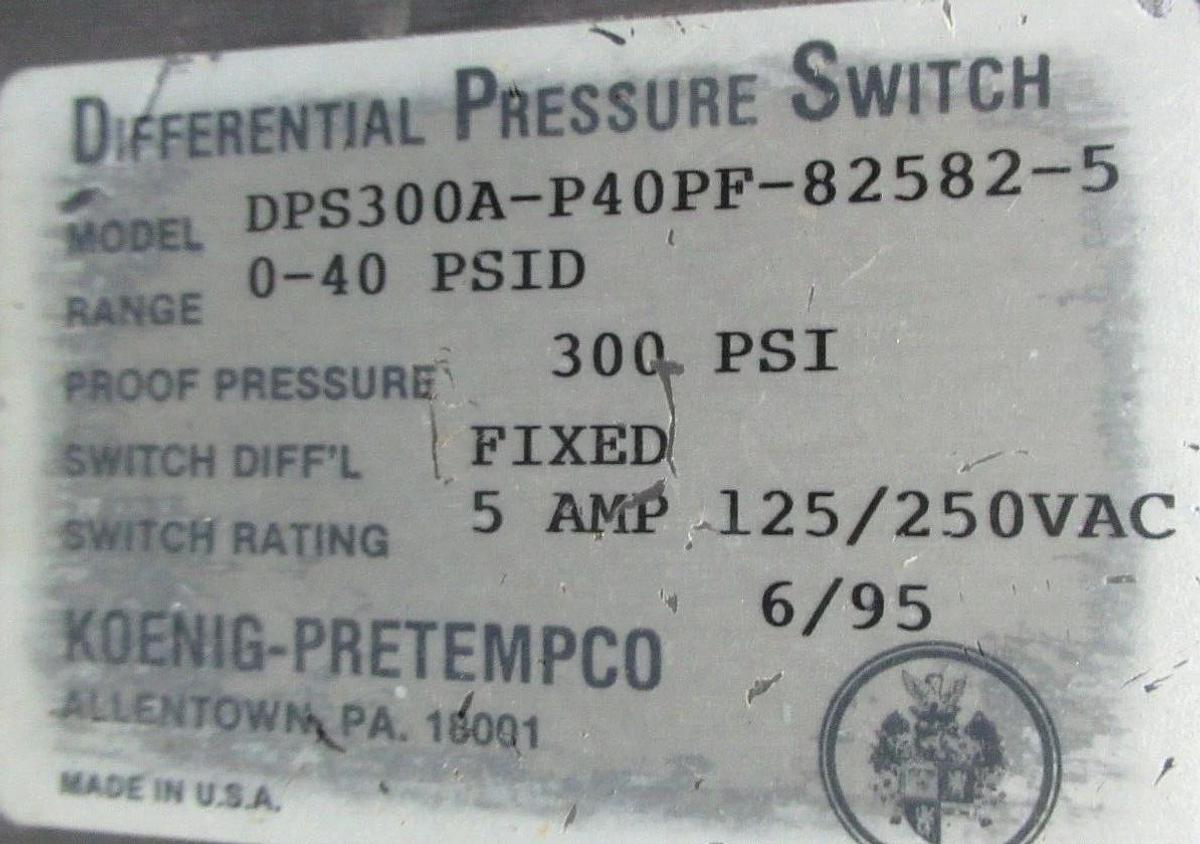 DIFFERENTIAL PRESSURE SWITCH
MODEL DPS300A-P40PF-82582-5
RANGE 0-40 PSID
PROOF PRESSURE 300 PSI
SWITCH DIFF'L FIXED
SWITCH RATING 5 AMP 125/250VAC
6/95
KOENIG-PRETEMPCO
ALLENTOWN, PA. 18001
MADE IN U.S.A.